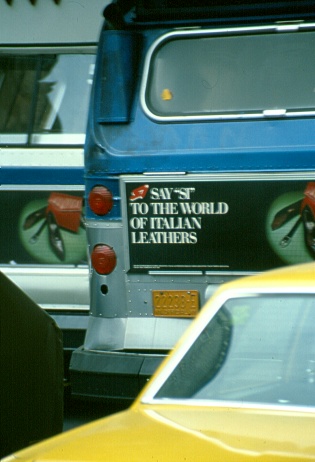 SAY "SI"
TO THE WORLD
OF ITALIAN
LEATHERS